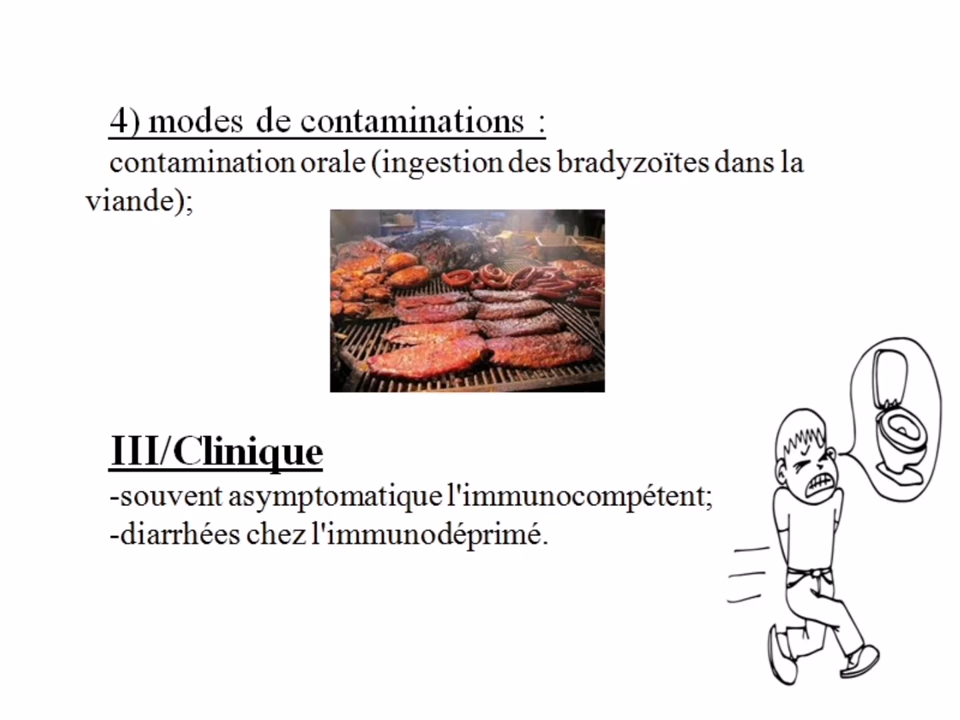 4) modes de contaminations :
contamination orale (ingestion des bradyzoïtes dans la
viande);
III/Clinique
-souvent asymptomatique l'immunocompétent;
-diarrhées chez l'immunodéprimé.